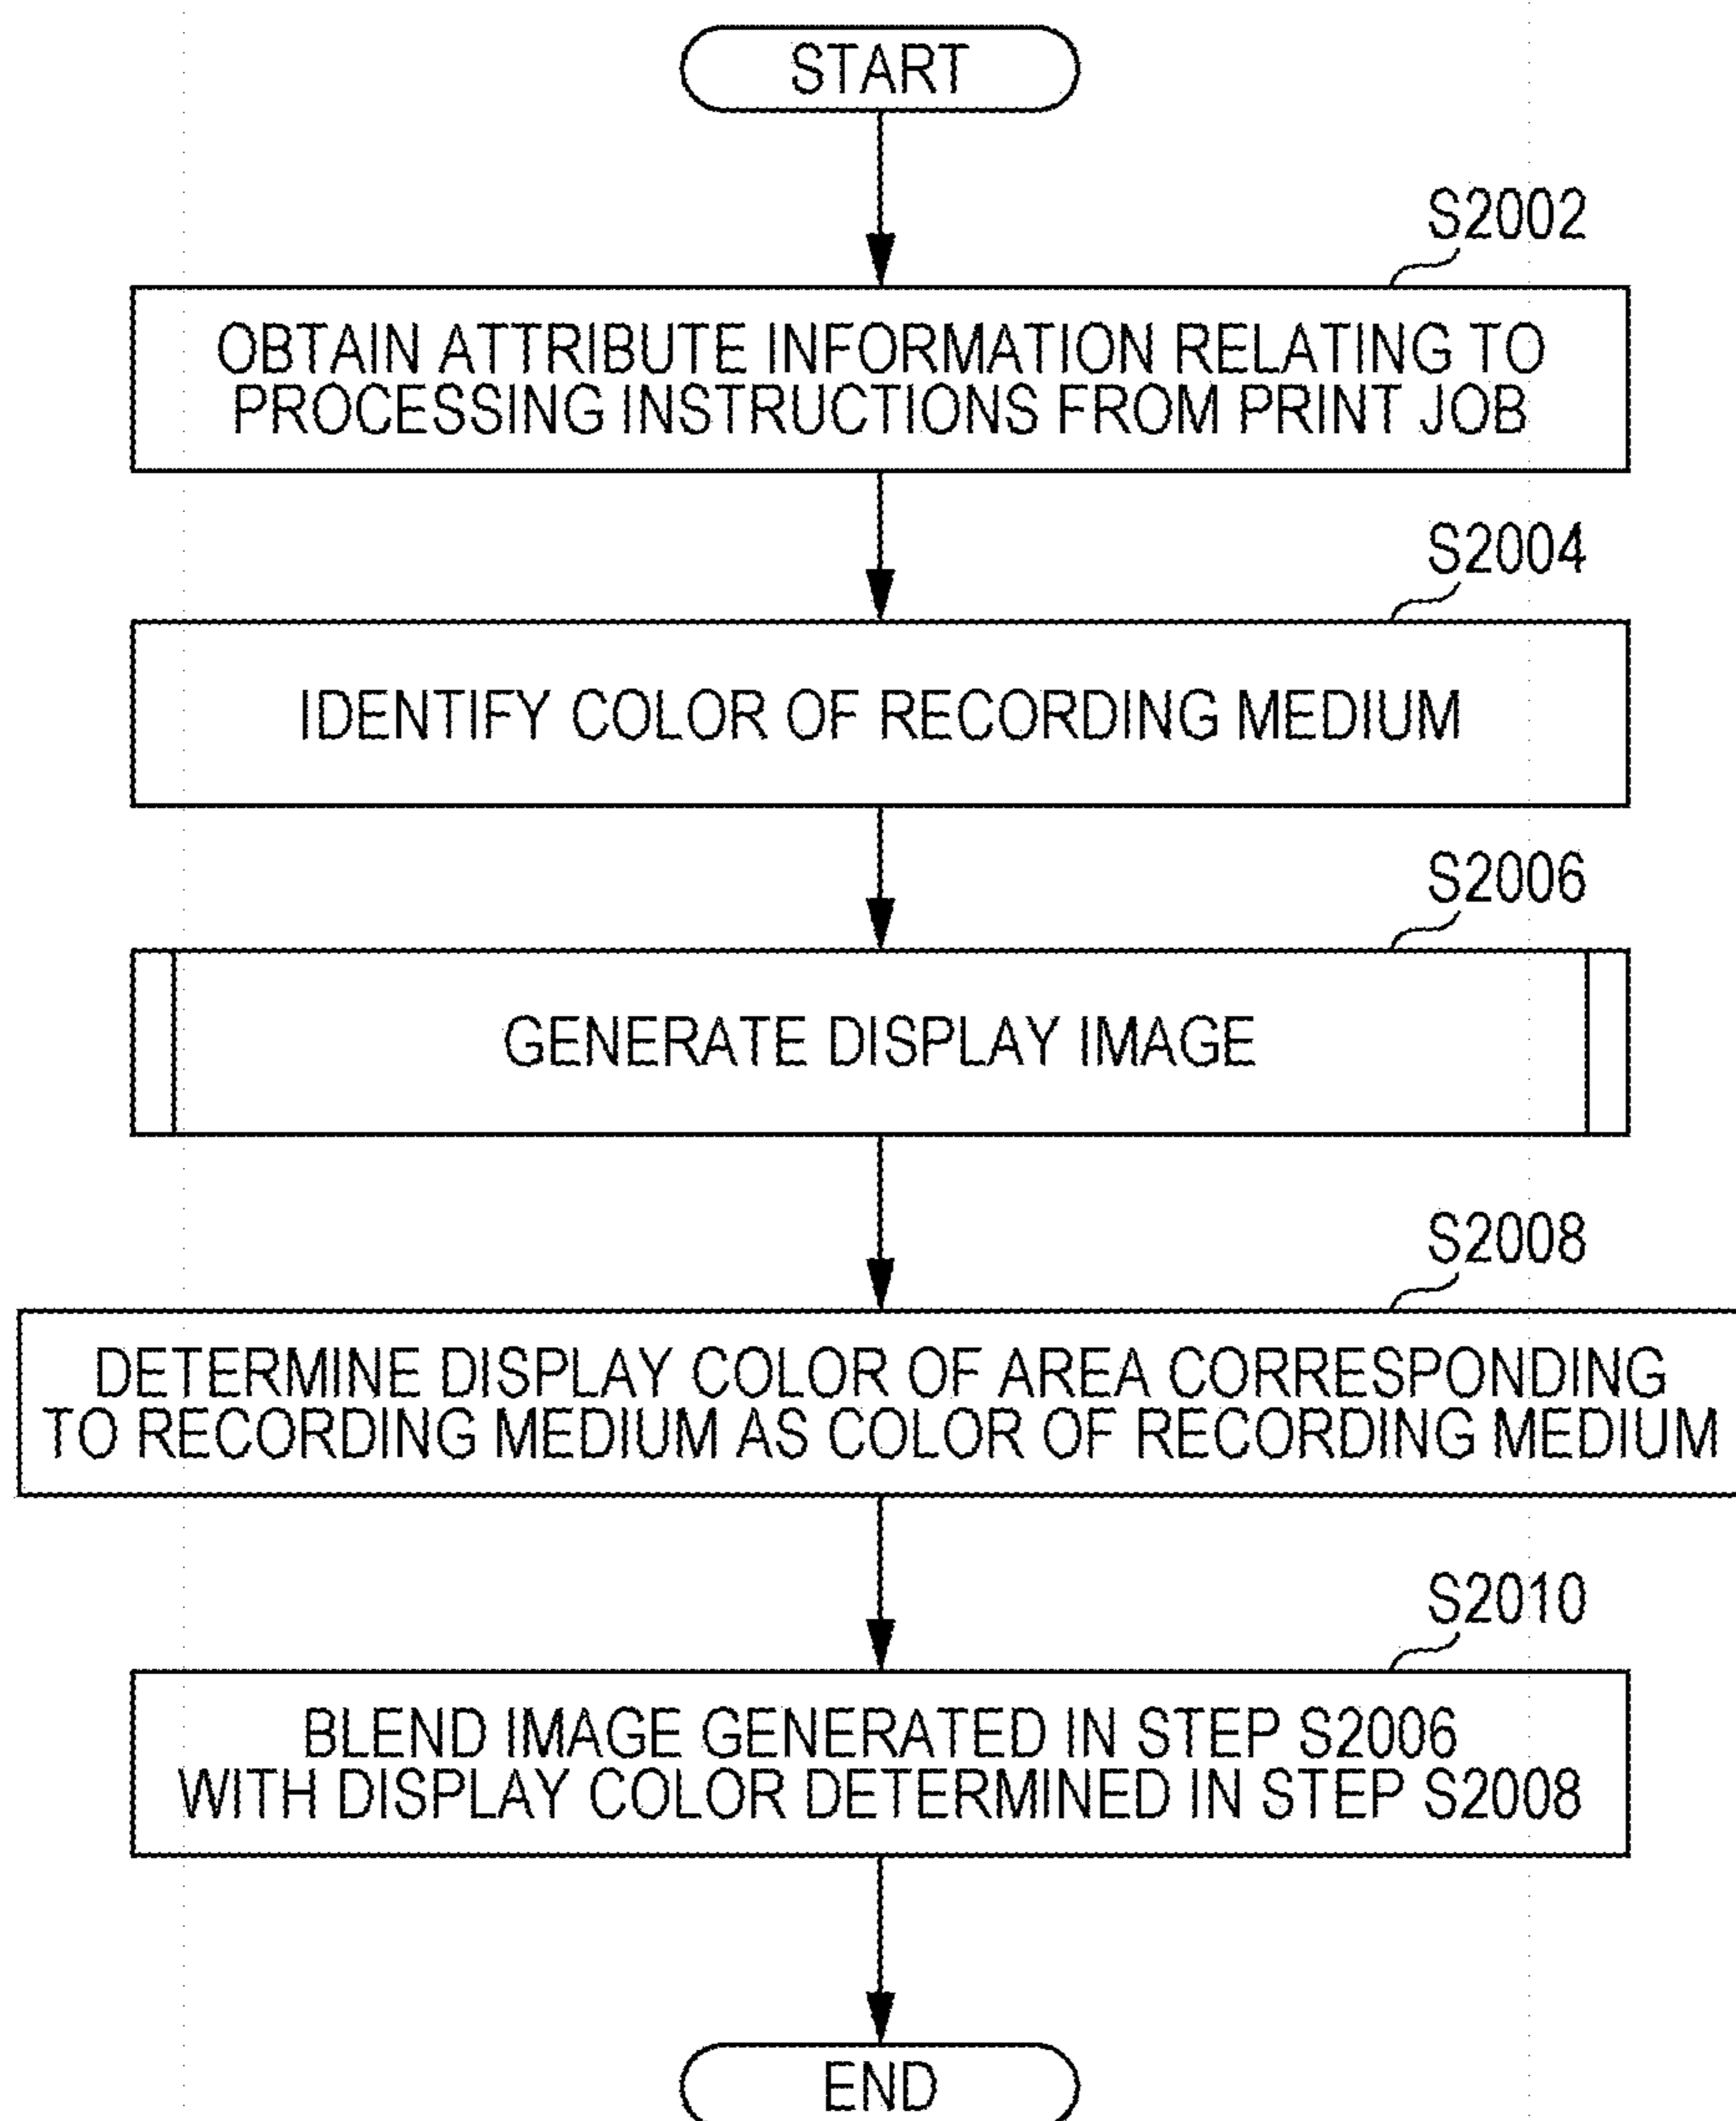 START
S2002
OBTAIN ATTRIBUTE INFORMATION RELATING TO
PROCESSING INSTRUCTIONS FROM PRINT JOB
S2004
IDENTIFY COLOR OF RECORDING MEDIUM
S2006
GENERATE DISPLAY IMAGE
S2008
DETERMINE DISPLAY COLOR OF AREA CORRESPONDING
TO RECORDING MEDIUM AS COLOR OF RECORDING MEDIUM
S2010
BLEND IMAGE GENERATED IN STEP S2006
WITH DISPLAY COLOR DETERMINED IN STEP S2008
END